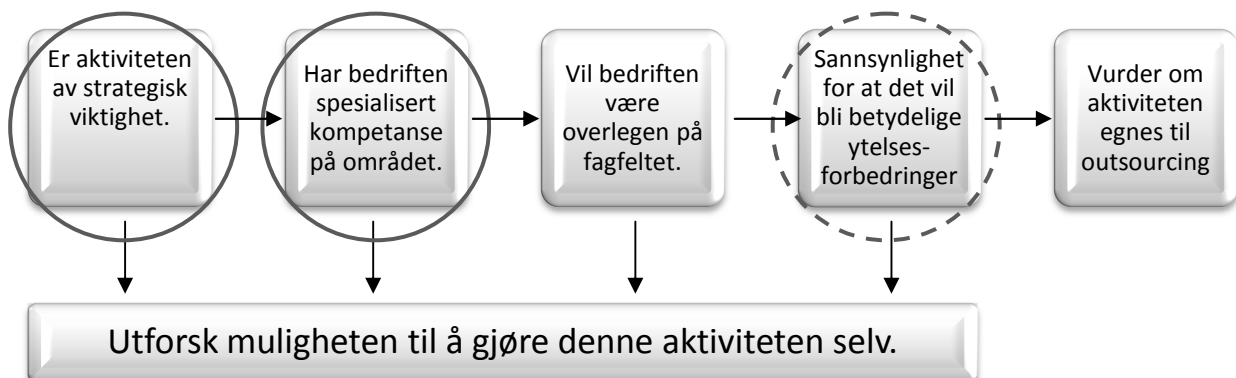 Er aktiviteten
av strategisk
viktighet.
Har bedriften
spesialisert
kompetanse
på området.
Vil bedriften
være
overlegen på
fagfeltet.
Sannsynlighet
for at det vil
bli betydelige
ytelses-
forbedringer
Vurder om
aktiviteten
egnes til
outsourcing
Utforsk muligheten til å gjøre denne aktiviteten selv.